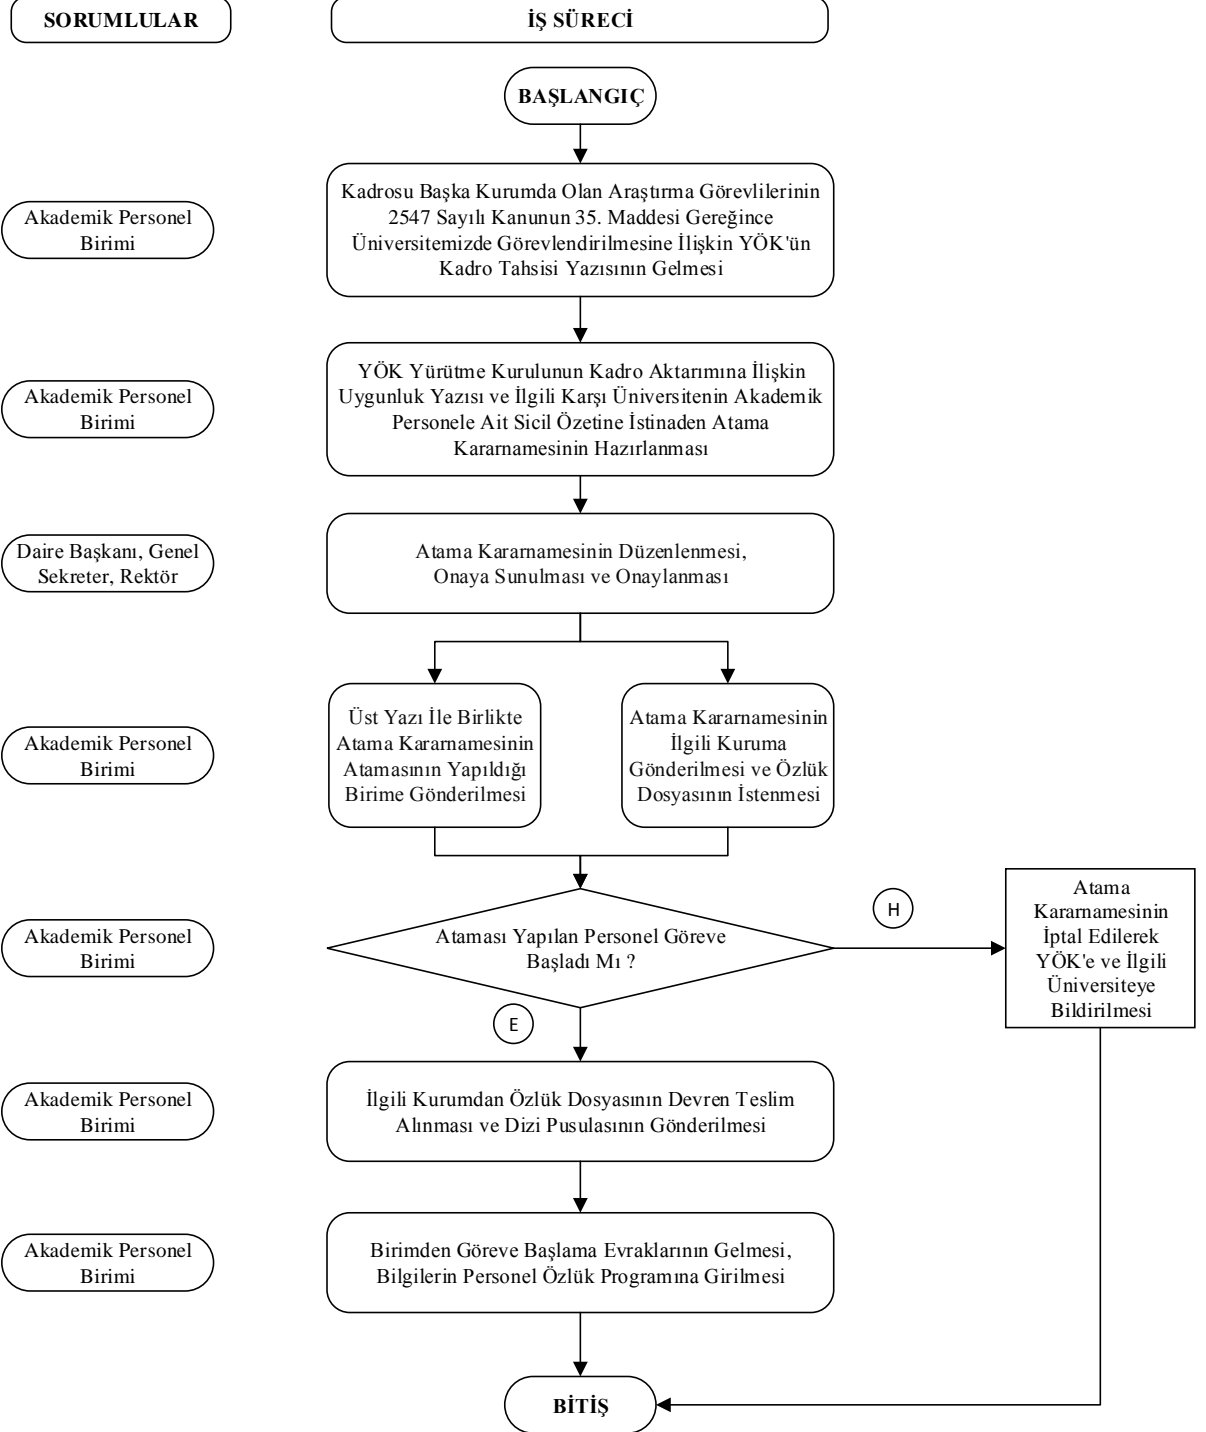 SORUMLULAR
İŞ SÜRECİ
BAŞLANGIÇ
Akademik Personel
Birimi
Kadrosu Başka Kurumda Olan Araştırma Görevlilerinin
2547 Sayılı Kanunun 35. Maddesi Gereğince
Üniversitemizde Görevlendirilmesine İlişkin YÖK'ün
Kadro Tahsisi Yazısının Gelmesi
Akademik Personel
Birimi
YÖK Yürütme Kurulunun Kadro Aktarımına İlişkin
Uygunluk Yazısı ve İlgili Karşı Üniversitenin Akademik
Personele Ait Sicil Özetine İstinaden Atama
Kararnamesinin Hazırlanması
Daire Başkanı, Genel
Sekreter, Rektör
Atama Kararnamesinin Düzenlenmesi,
Onaya Sunulması ve Onaylanması
Akademik Personel
Birimi
Üst Yazı İle Birlikte
Atama Kararnamesinin
Atamasının Yapıldığı
Birime Gönderilmesi
Atama Kararnamesinin
İlgili Kuruma
Gönderilmesi ve Özlük
Dosyasının İstenmesi
Akademik Personel
Birimi
Ataması Yapılan Personel Göreve
Başladı Mı ?
H
Atama
Kararnamesinin
İptal Edilerek
YÖK'e ve İlgili
Üniversiteye
Bildirilmesi
E
Akademik Personel
Birimi
İlgili Kurumdan Özlük Dosyasının Devren Teslim
Alınması ve Dizi Pusulasının Gönderilmesi
Akademik Personel
Birimi
Birimden Göreve Başlama Evraklarının Gelmesi,
Bilgilerin Personel Özlük Programına Girilmesi
BİTİŞ